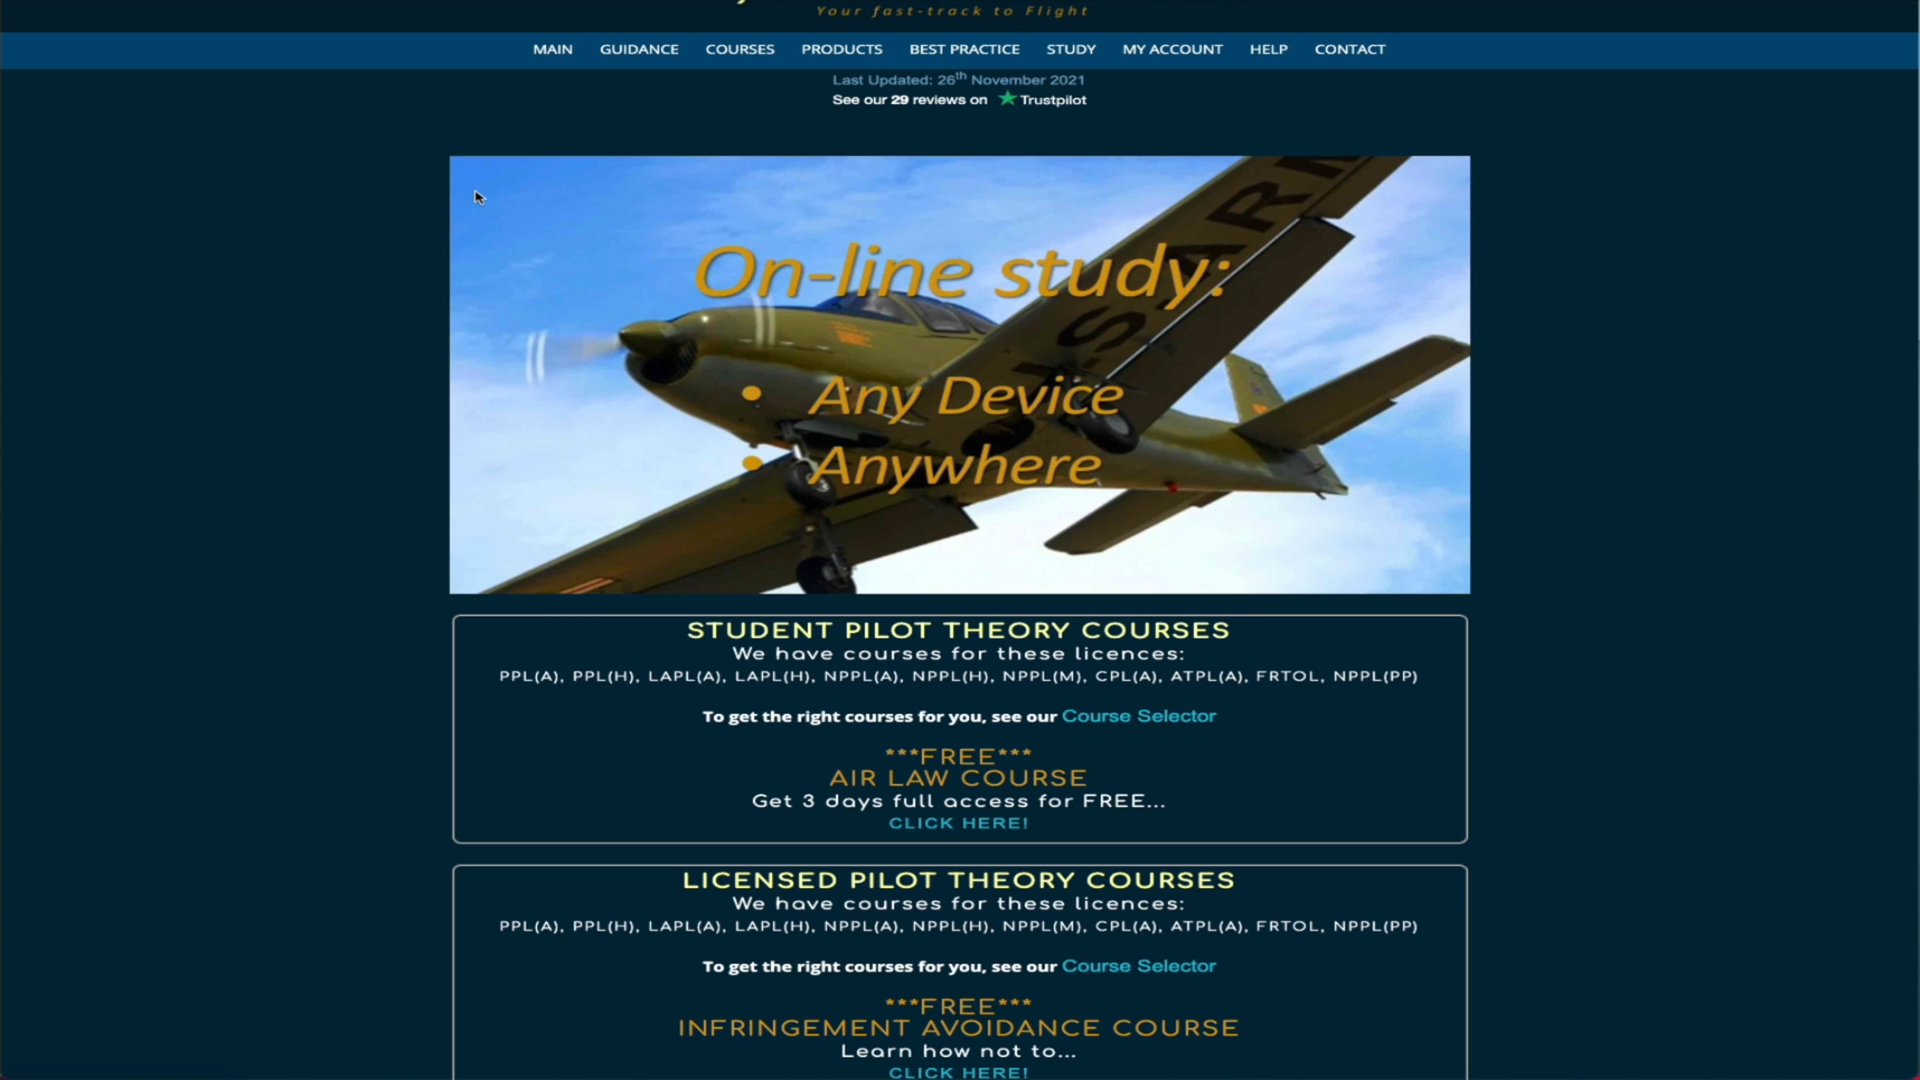 Your fast-track to Flight
MAIN GUIDANCE COURSES PRODUCTS BEST PRACTICE STUDY MY ACCOUNT HELP CONTACT
Last Updated: 26th November 2021
See our 29 reviews on ★ Trustpilot
On-line study:
• Any Device
• Anywhere
STUDENT PILOT THEORY COURSES
We have courses for these licences:
PPL(A), PPL(H), LAPL(A), LAPL(H), NPPL(A), NPPL(H), NPPL(M), CPL(A), ATPL(A), FRTOL, NPPL(PP)
To get the right courses for you, see our Course Selector
***FREE***
AIR LAW COURSE
Get 3 days full access for FREE...
CLICK HERE!
LICENSED PILOT THEORY COURSES
We have courses for these licences:
PPL(A), PPL(H), LAPL(A), LAPL(H), NPPL(A), NPPL(H), NPPL(M), CPL(A), ATPL(A), FRTOL, NPPL(PP)
To get the right courses for you, see our Course Selector
***FREE***
INFRINGEMENT AVOIDANCE COURSE
Learn how not to...
CLICK HERE!